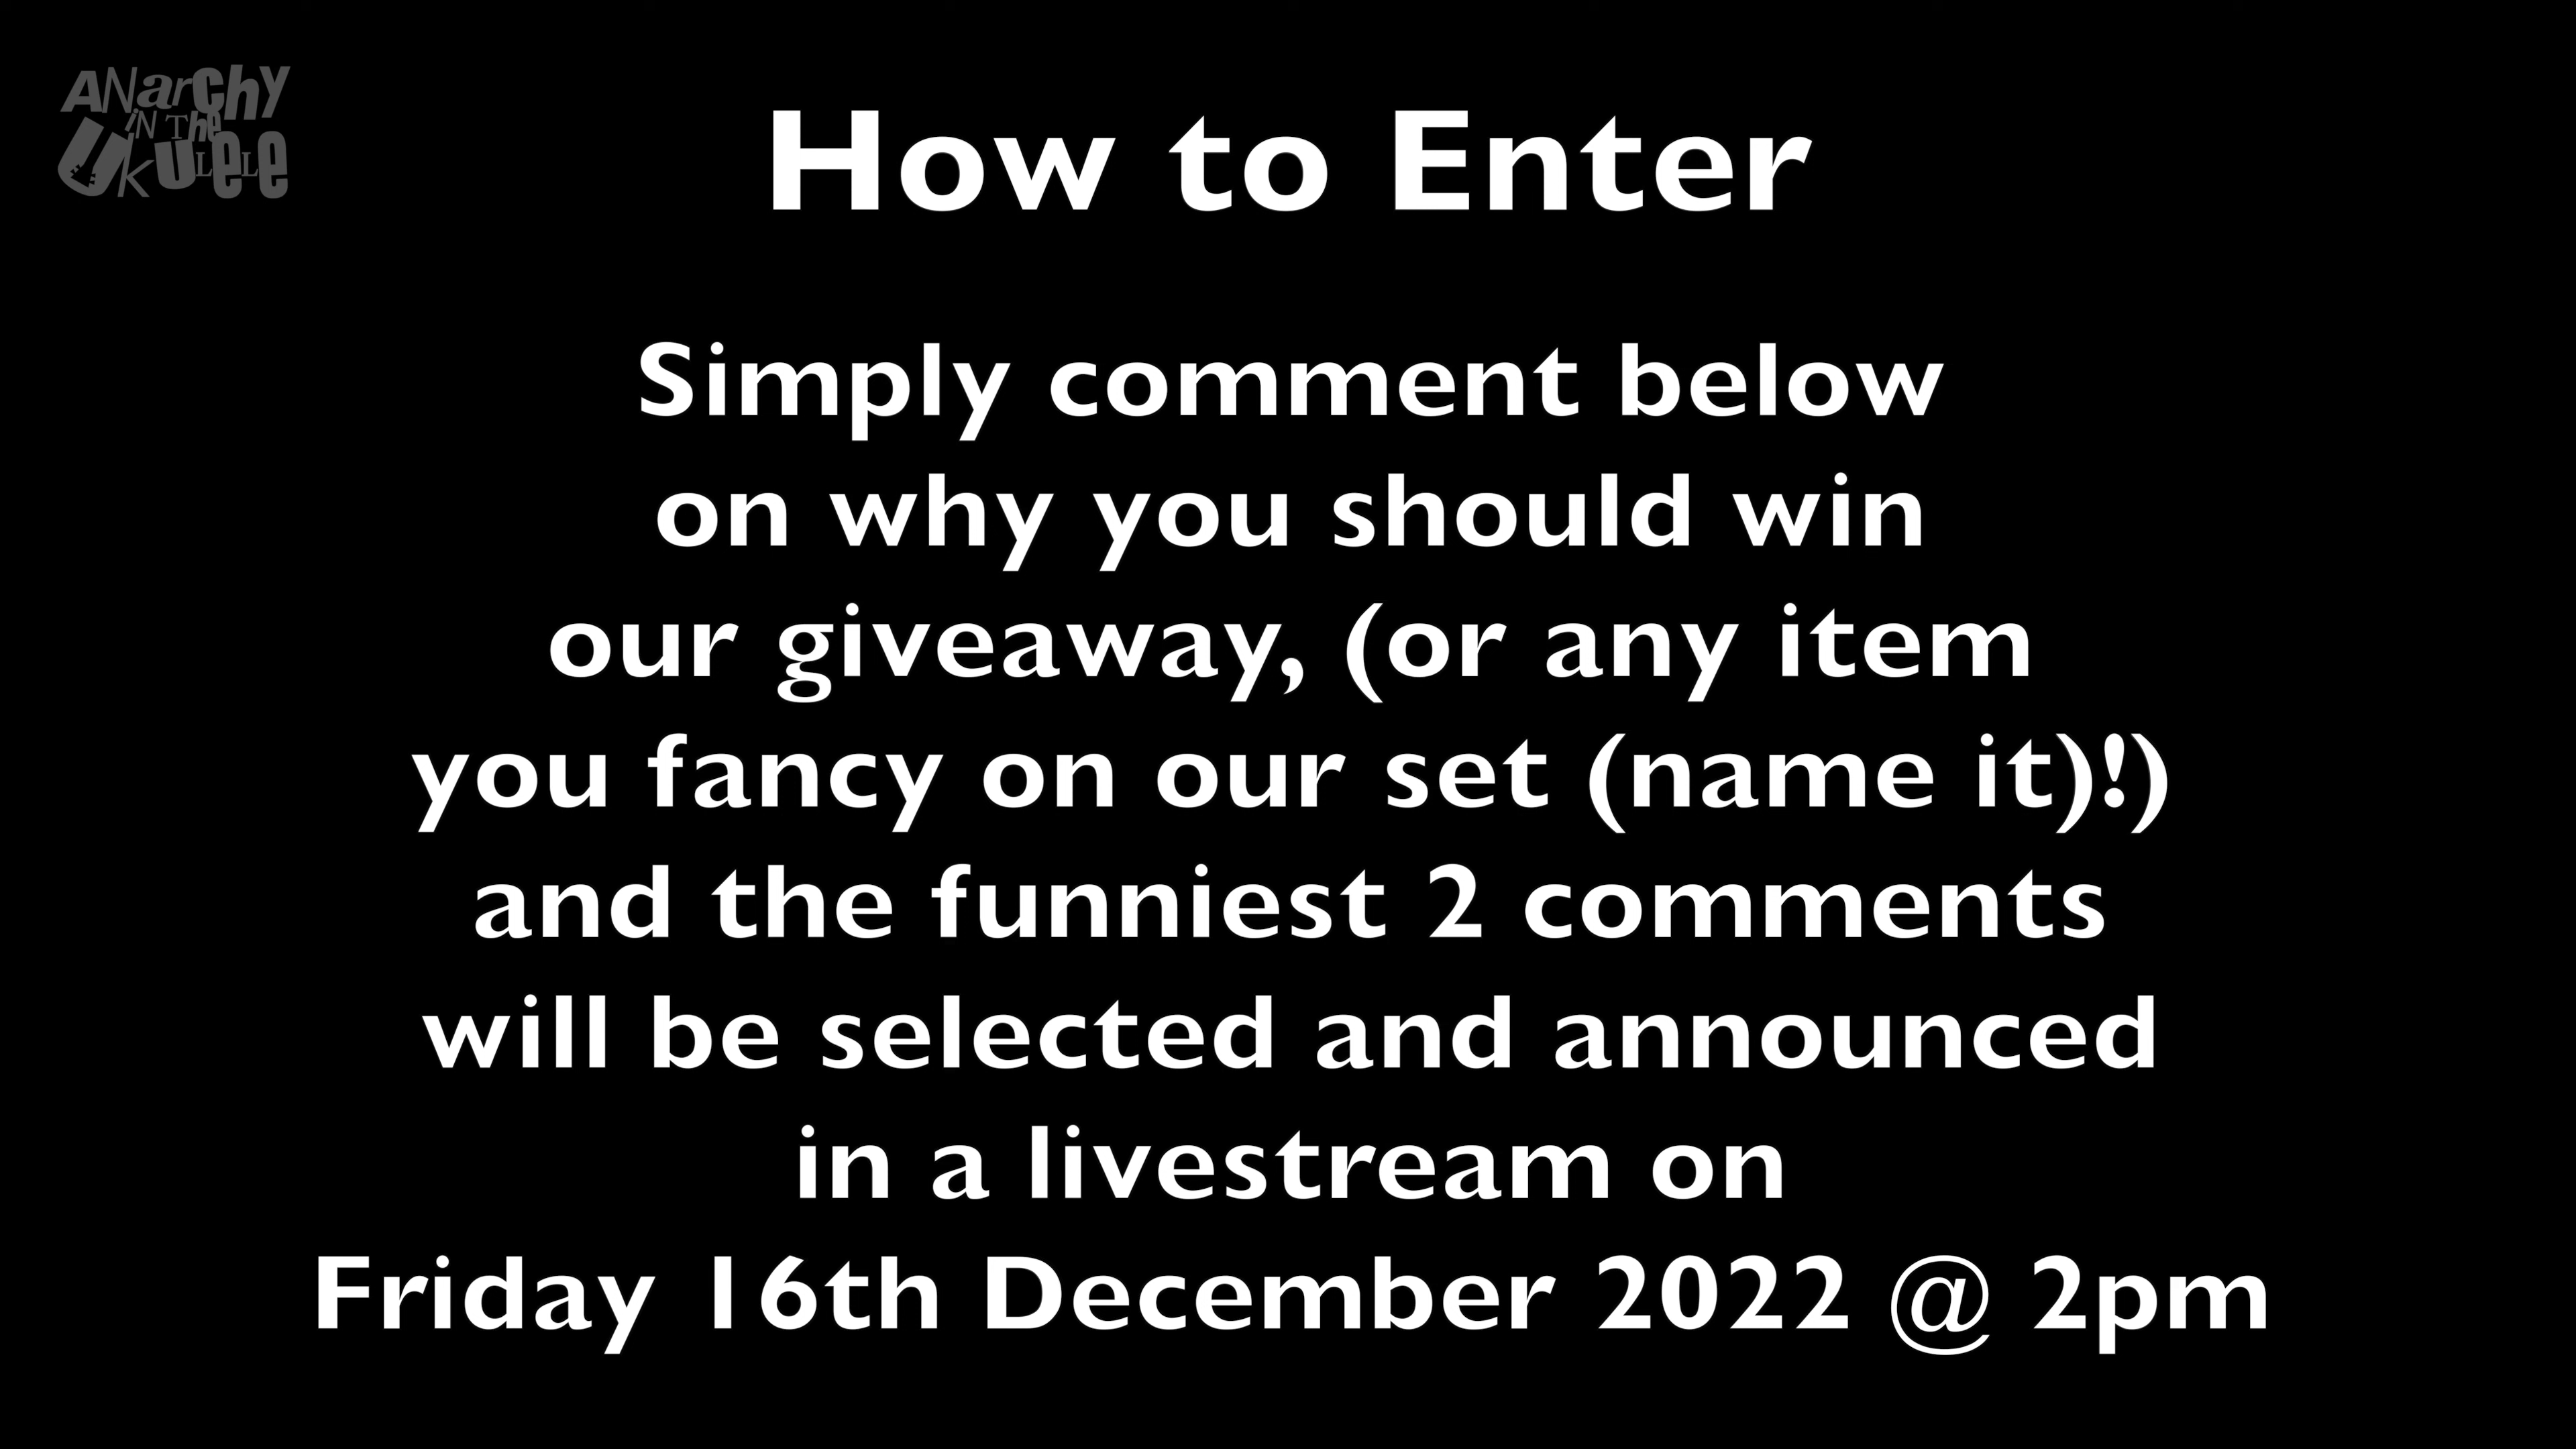 ANarchy
iN The
UKULELE
How to Enter
Simply comment below
on why you should win
our giveaway, (or any item
you fancy on our set (name it)!)
and the funniest 2 comments
will be selected and announced
in a livestream on
Friday 16th December 2022 @ 2pm